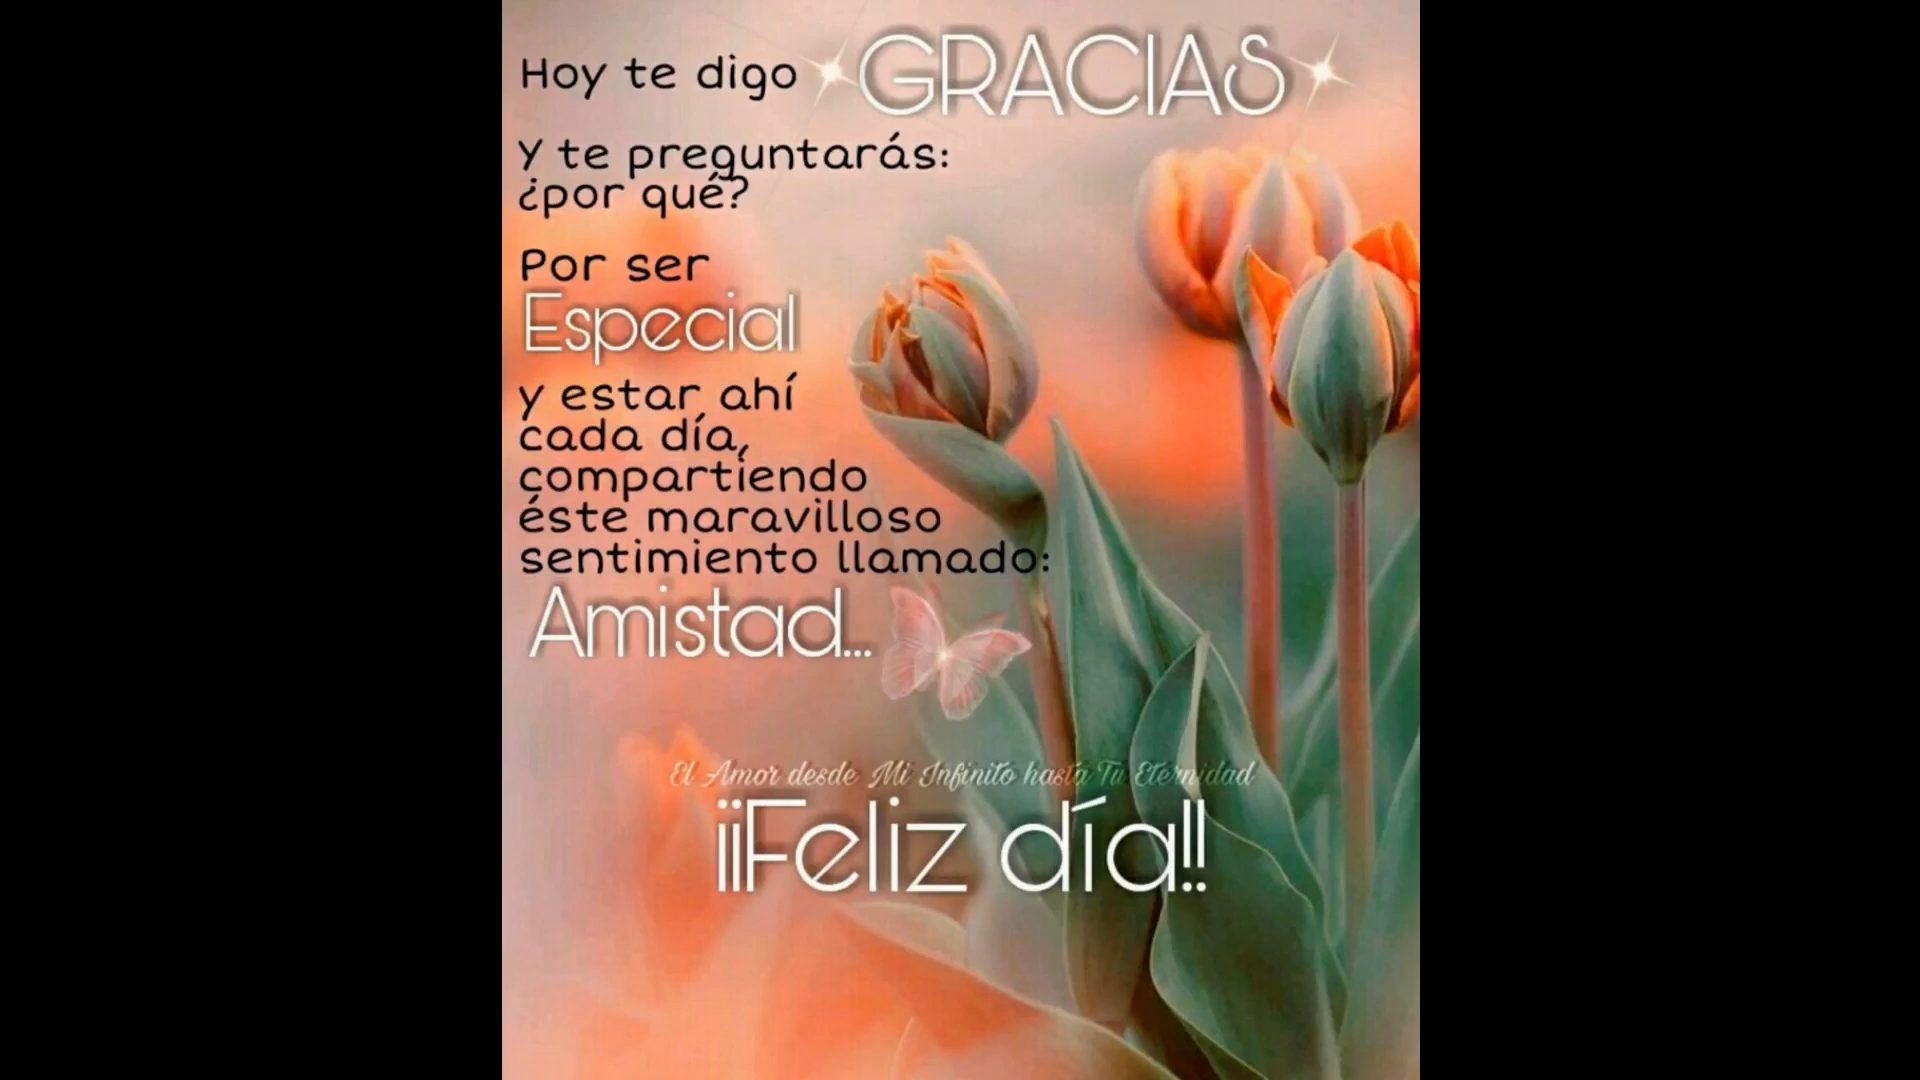 Hoy te digo GRACIAS
Y te preguntarás:
¿por qué?
Por ser
Especial
y estar ahí
cada día,
compartiendo
éste maravilloso
sentimiento llamado:
Amistad...
El Amor desde Mi Infinito hasta Tu Eternidad
¡¡Feliz día!!